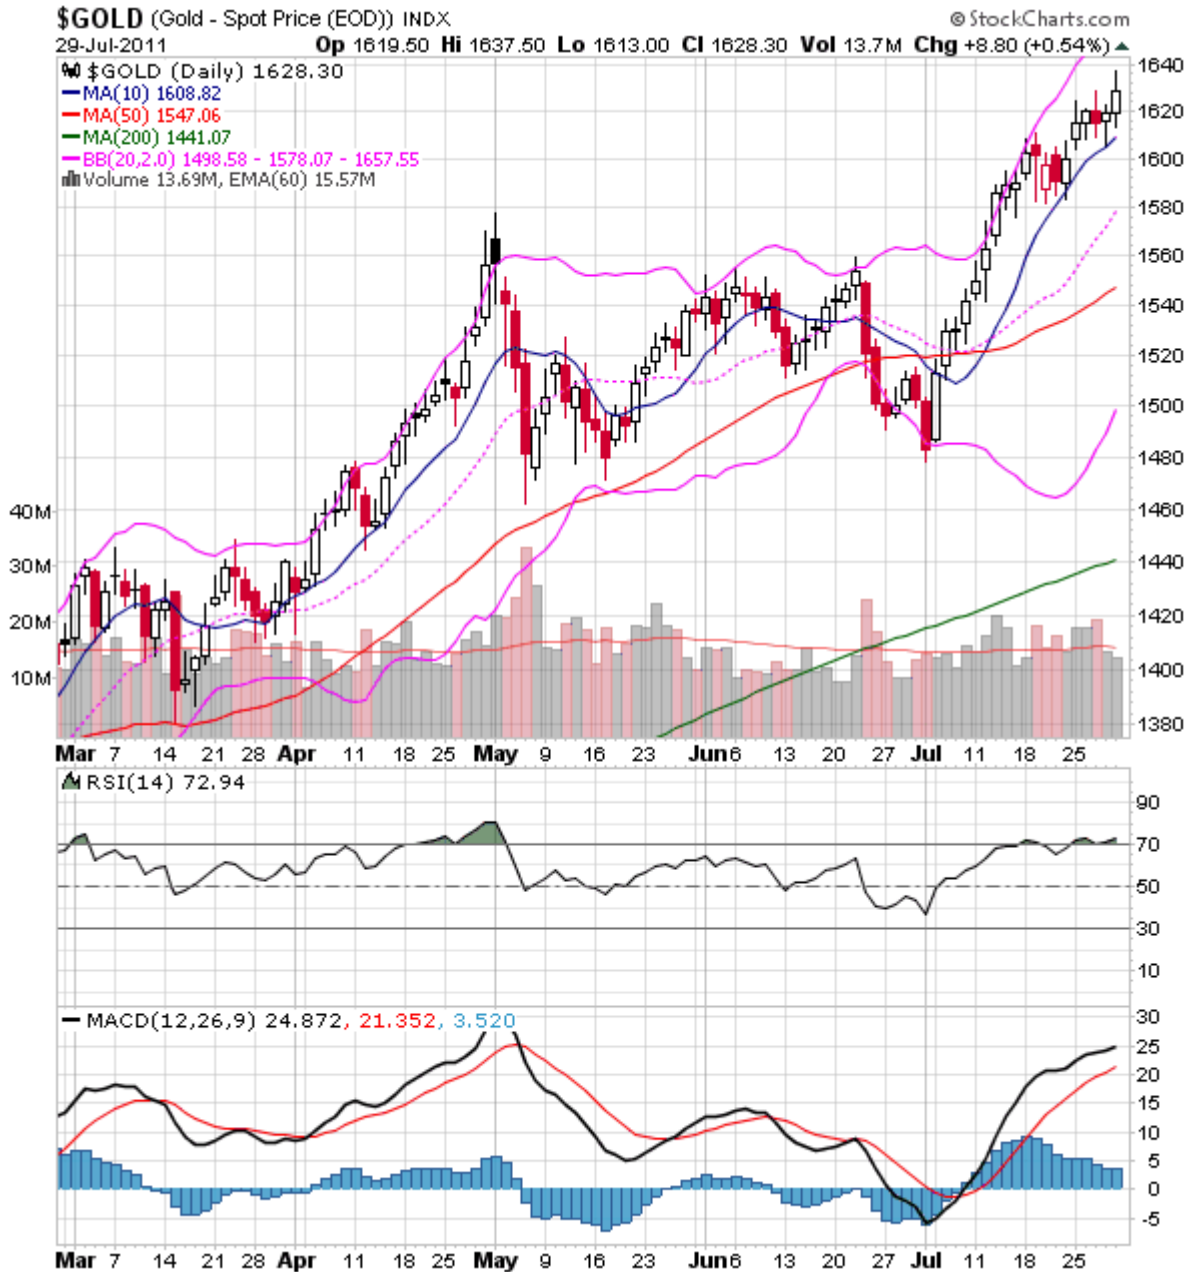 $GOLD (Gold - Spot Price (EOD)) INDX © StockCharts.com
29-Jul-2011 Op 1619.50 Hi 1637.50 Lo 1613.00 Cl 1628.30 Vol 13.7M Chg +8.80 (+0.54%)
$GOLD (Daily) 1628.30
MA(10) 1608.82
MA(50) 1547.06
MA(200) 1441.07
BB(20,2.0) 1498.58 - 1578.07 - 1657.55
Volume 13.69M, EMA(60) 15.57M
1640
1620
1600
1580
1560
1540
1520
1500
1480
1460
1440
1420
1400
1380
40M
30M
20M
10M
Mar 7 14 21 28 Apr 11 18 25 May 9 16 23 Jun 6 13 20 27 Jul 11 18 25
RSI(14) 72.94
90
70
50
30
10
MACD(12,26,9) 24.872, 21.352, 3.520
30
25
20
15
10
5
0
-5
Mar 7 14 21 28 Apr 11 18 25 May 9 16 23 Jun 6 13 20 27 Jul 11 18 25